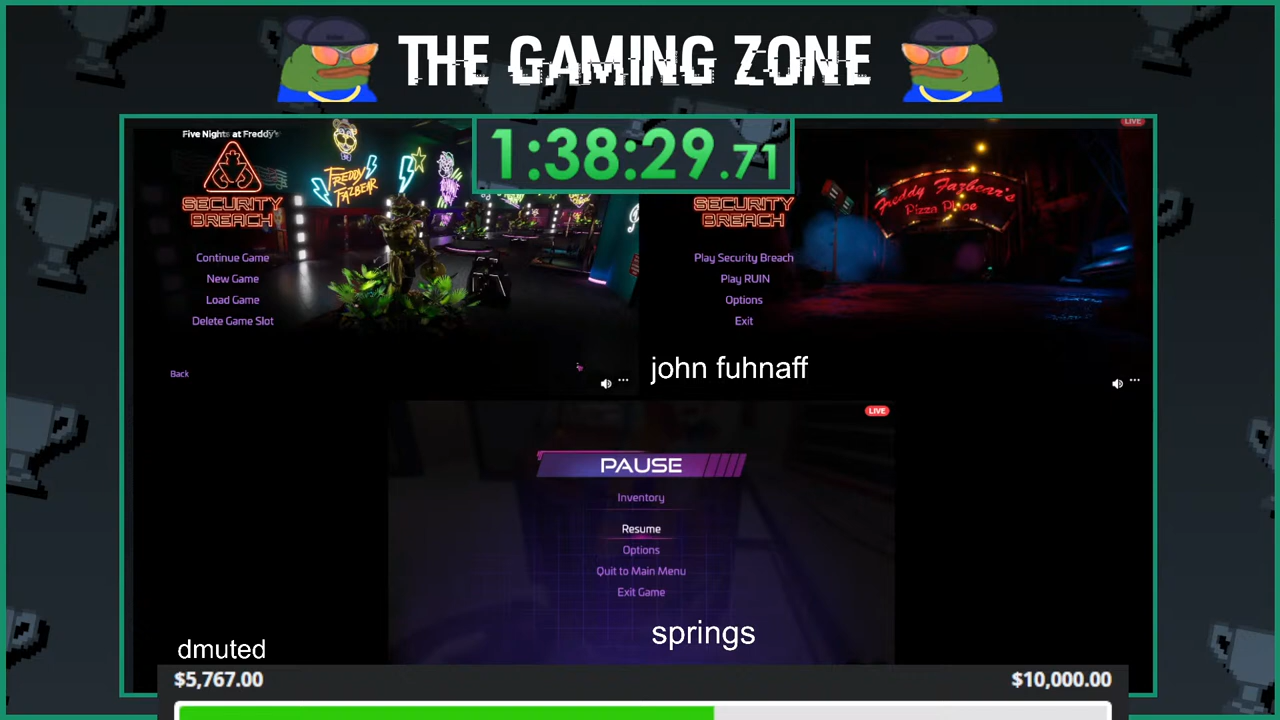 THE GAMING ZONE
Five Nights at Freddy's
1:38:29.71
LIVE
FREDDY
FAZBEAR
Freddy Fazbear's
Pizza Place
SECURITY
BREACH
SECURITY
BREACH
Continue Game
New Game
Load Game
Delete Game Slot
Back
Play Security Breach
Play RUIN
Options
Exit
john fuhnaff
LIVE
PAUSE
Inventory
Resume
Options
Quit to Main Menu
Exit Game
springs
dmuted
$5,767.00
$10,000.00